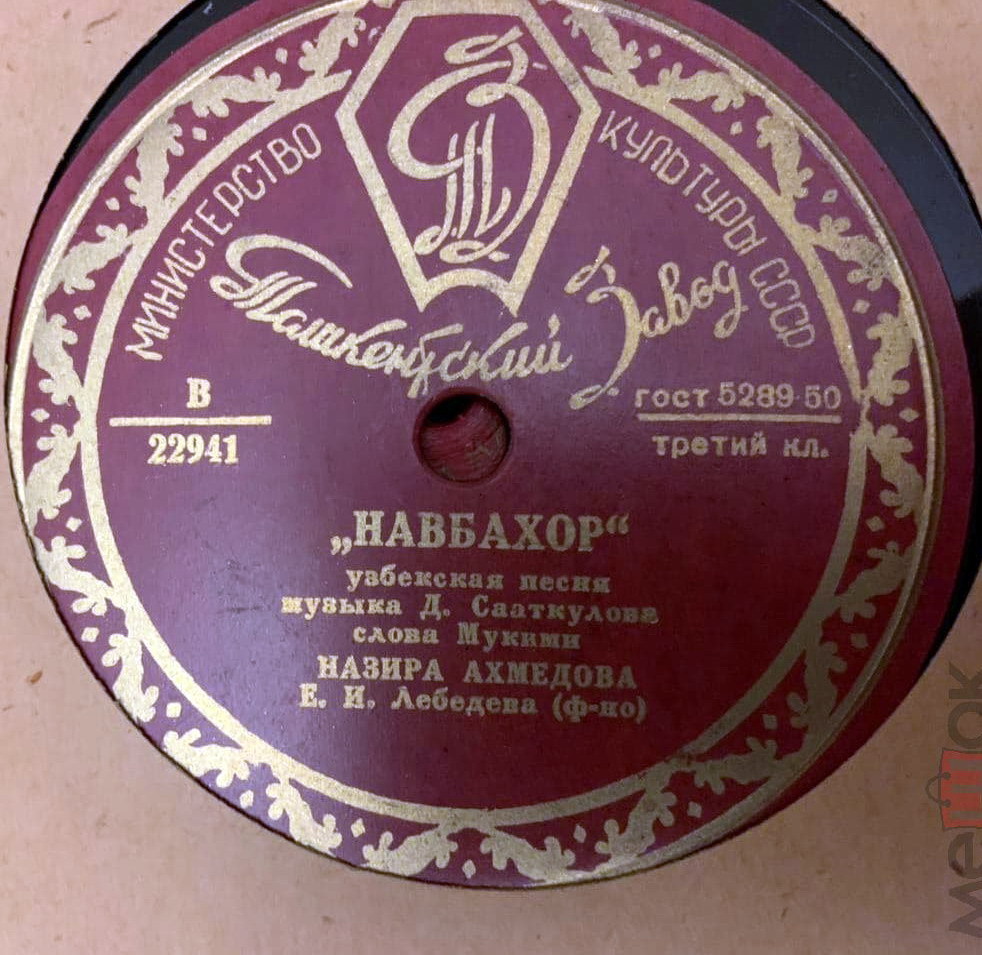 МИНИСТЕРСТВО КУЛЬТУРЫ СССР
Ташкентский Завод
В
22941
гост 5289-50
третий кл.
„НАВБАХОР“
узбекская песня
музыка Д. Сааткулова
слова Мукими
НАЗИРА АХМЕДОВА
Е. И. Лебедева (ф-но)
мешок